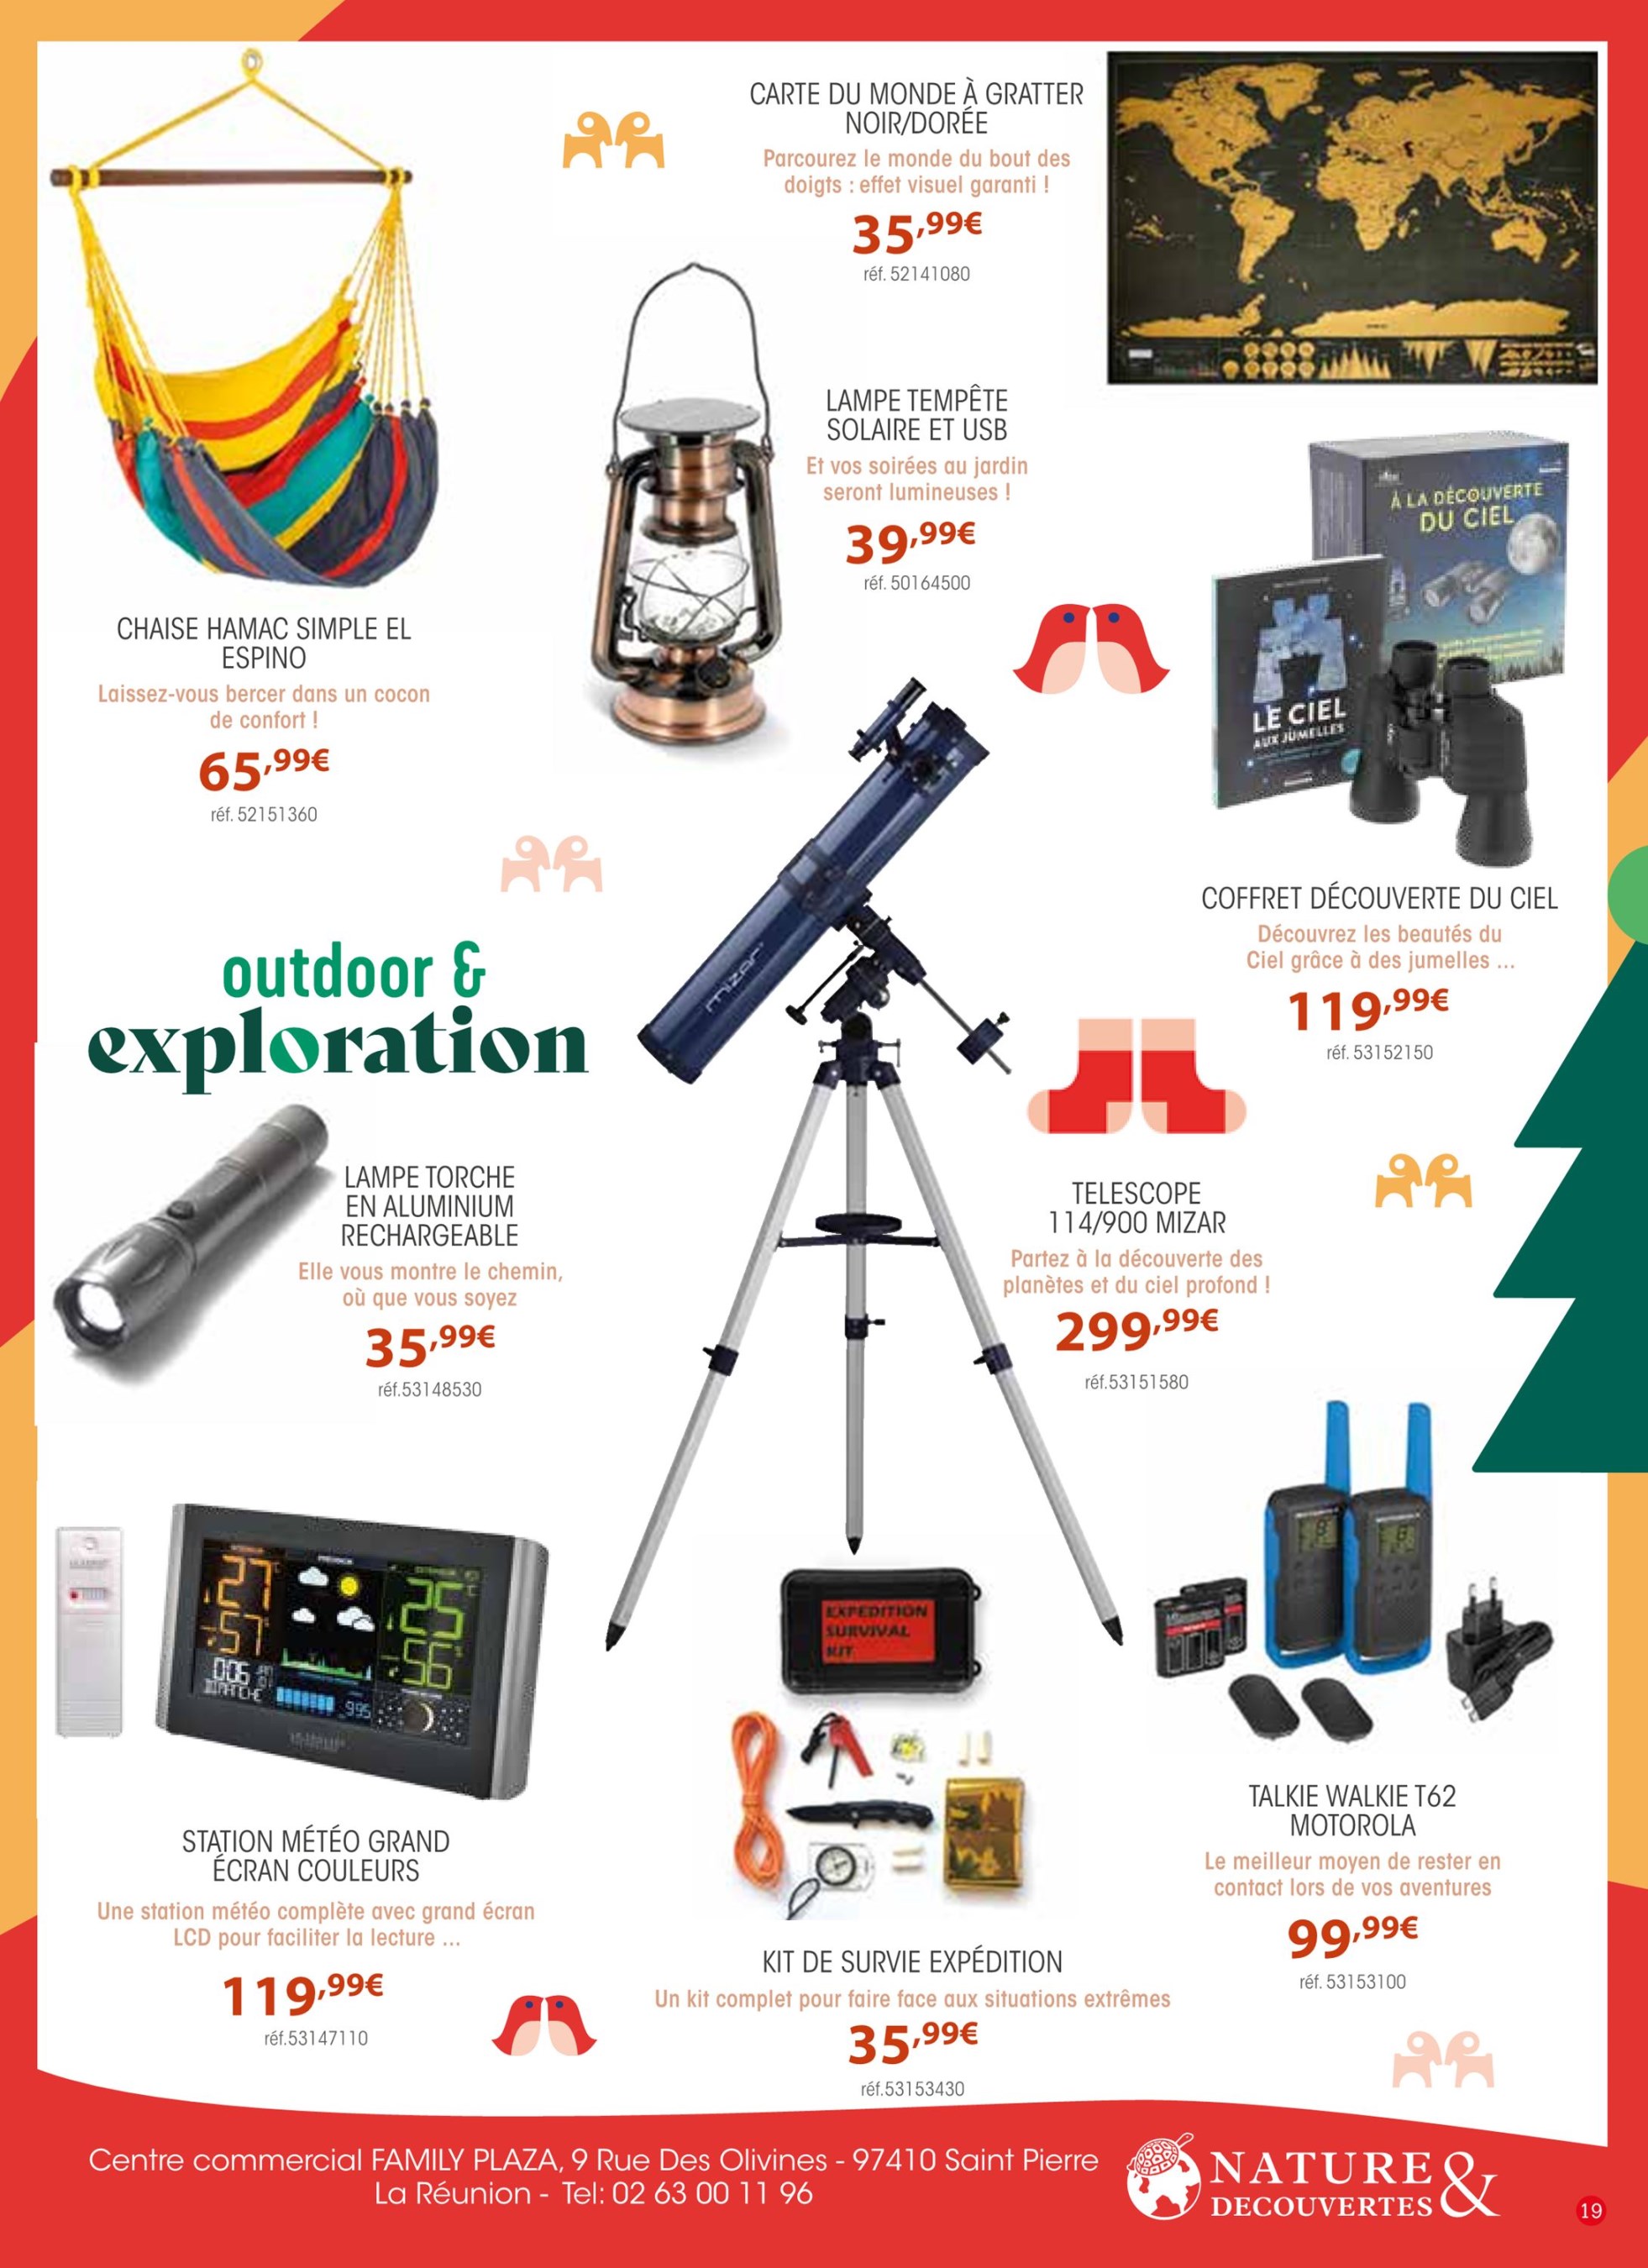 CARTE DU MONDE À GRATTER
NOIR/DORÉE
Parcourez le monde du bout des
doigts : effet visuel garanti !
35,99€
réf. 52141080
LAMPE TEMPÊTE
SOLAIRE ET USB
Et vos soirées au jardin
seront lumineuses !
39,99€
réf. 50164500
CHAISE HAMAC SIMPLE EL
ESPINO
Laissez-vous bercer dans un cocon
de confort !
65,99€
réf. 52151360
À LA DÉCOUVERTE
DU CIEL
LE CIEL
AUX JUMELLES
COFFRET DÉCOUVERTE DU CIEL
Découvrez les beautés du
Ciel grâce à des jumelles ...
119,99€
réf. 53152150
outdoor &
exploration
mizar
LAMPE TORCHE
EN ALUMINIUM
RECHARGEABLE
Elle vous montre le chemin,
où que vous soyez
35,99€
réf.53148530
TELESCOPE
114/900 MIZAR
Partez à la découverte des
planètes et du ciel profond !
299,99€
réf.53151580
27
57
25
56
DIMANCHE
995
STATION MÉTÉO GRAND
ÉCRAN COULEURS
Une station météo complète avec grand écran
LCD pour faciliter la lecture ...
119,99€
réf.53147110
EXPEDITION
SURVIVAL
KIT
KIT DE SURVIE EXPÉDITION
Un kit complet pour faire face aux situations extrêmes
35,99€
réf.53153430
TALKIE WALKIE T62
MOTOROLA
Le meilleur moyen de rester en
contact lors de vos aventures
99,99€
réf. 53153100
Centre commercial FAMILY PLAZA, 9 Rue Des Olivines - 97410 Saint Pierre
La Réunion - Tel: 02 63 00 11 96
NATURE &
DECOUVERTES
19